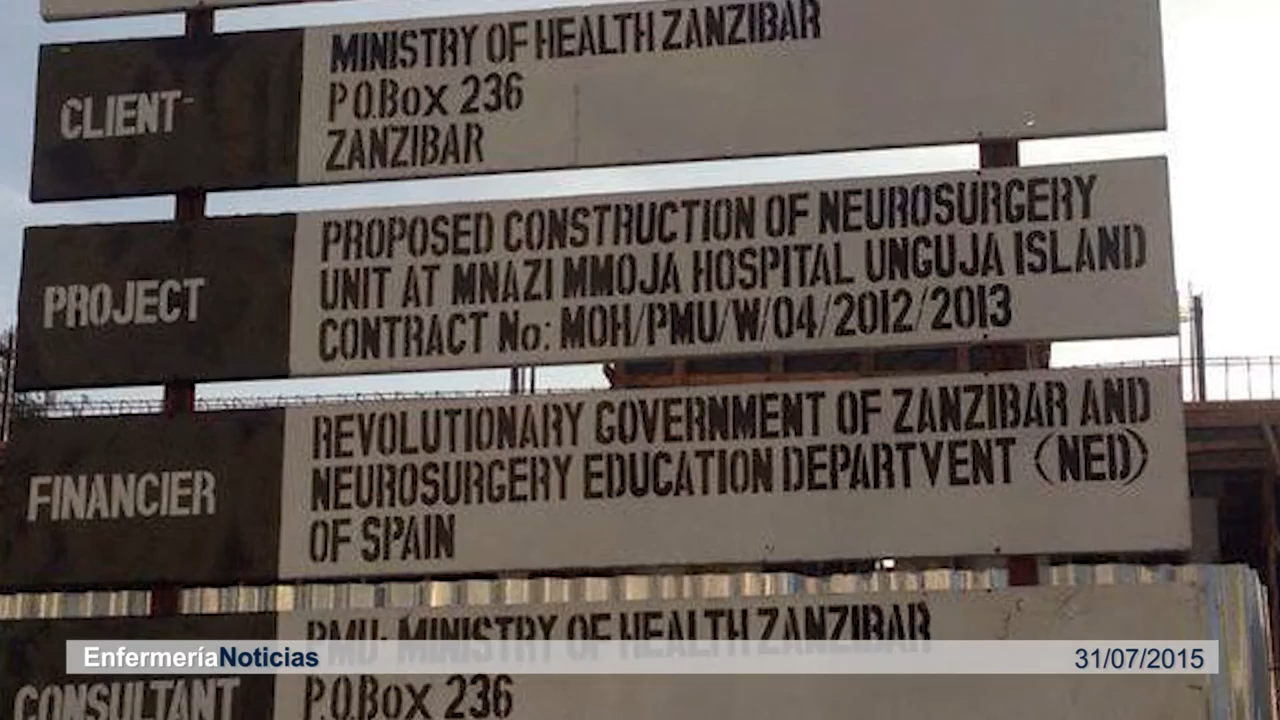 CLIENT-
MINISTRY OF HEALTH ZANZIBAR
P.O.Box 236
ZANZIBAR
PROJECT
PROPOSED CONSTRUCTION OF NEUROSURGERY
UNIT AT MNAZI MMOJA HOSPITAL UNGUJA ISLAND
CONTRACT No: MOH/PMU/W/04/2012/2013
FINANCIER
REVOLUTIONARY GOVERNMENT OF ZANZIBAR AND
NEUROSURGERY EDUCATION DEPARTVENT (NED)
OF SPAIN
CONSULTANT
PMU- MINISTRY OF HEALTH ZANZIBAR
P.O.Box 236
EnfermeríaNoticias
31/07/2015